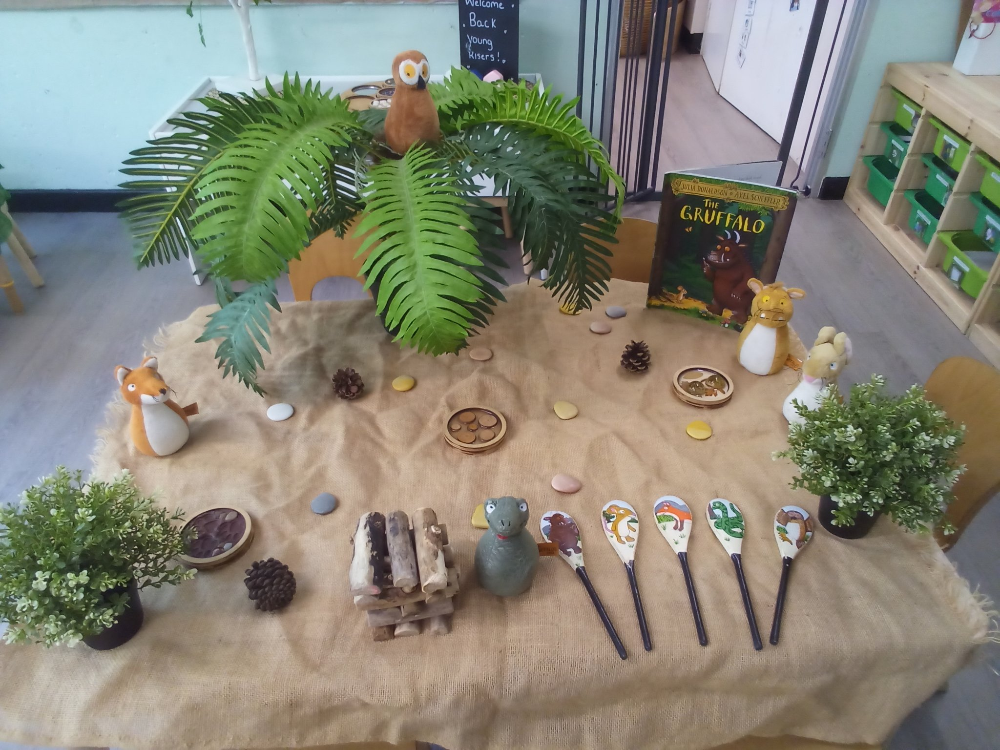 Welcome
Back
Young
Risers!
JULIA DONALDSON AXEL SCHEFFLER
THE
GRUFFALO